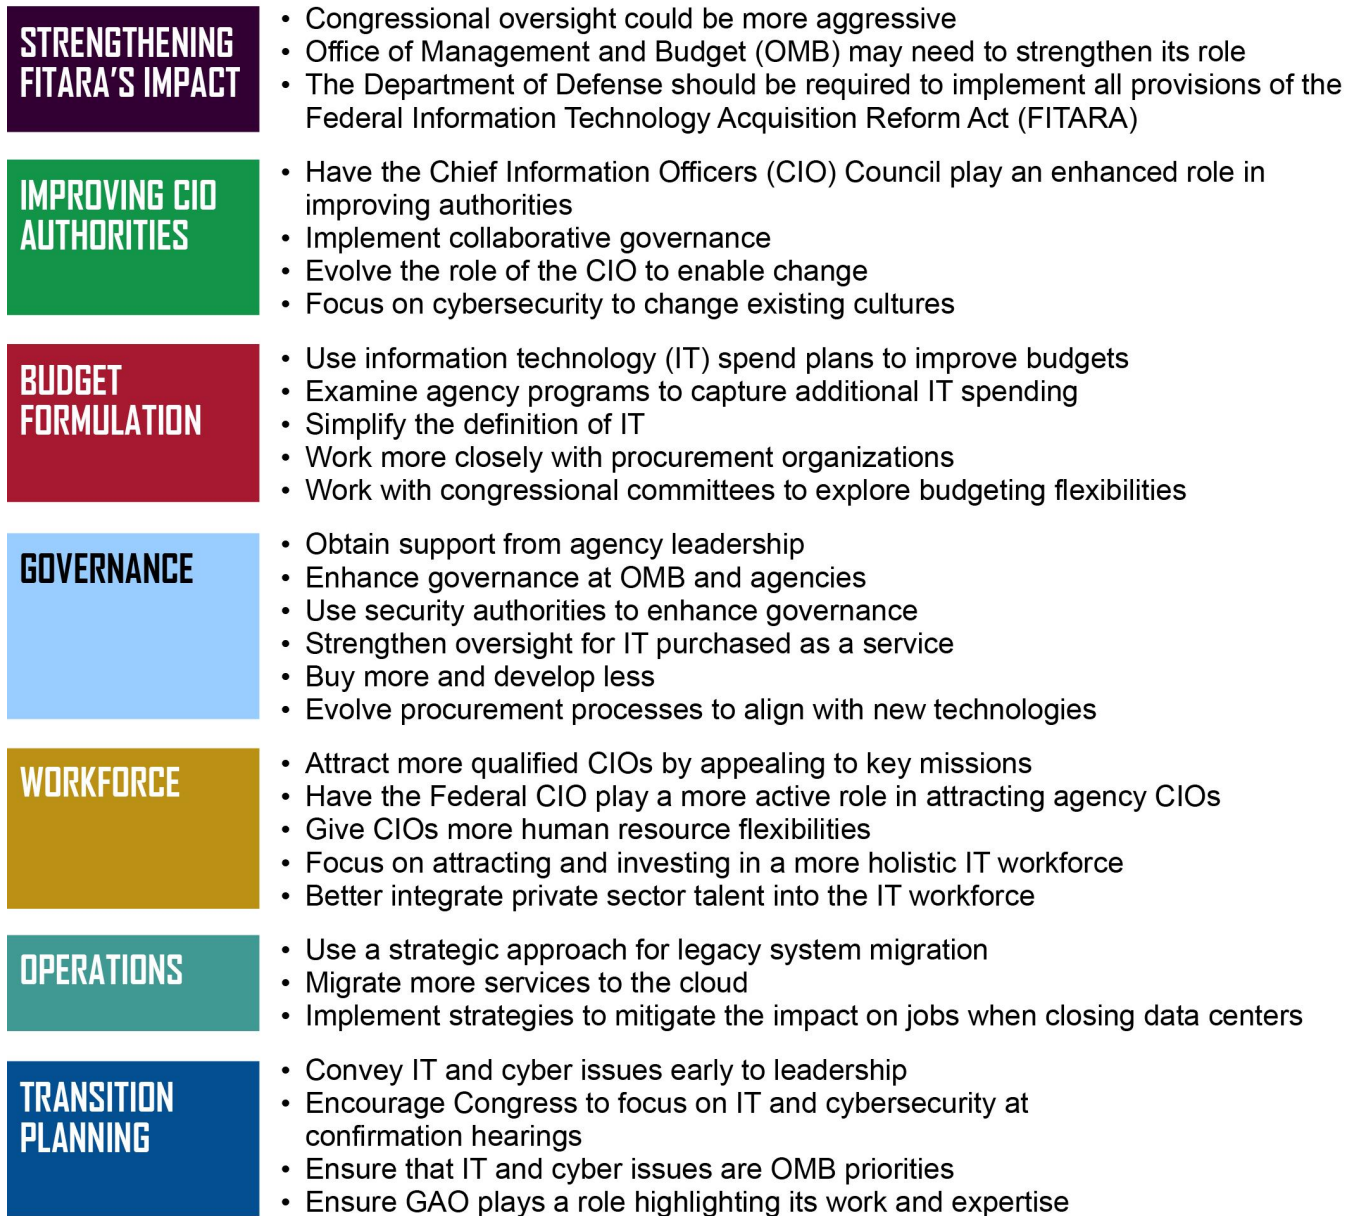 STRENGTHENING
FITARA'S IMPACT
• Congressional oversight could be more aggressive
• Office of Management and Budget (OMB) may need to strengthen its role
• The Department of Defense should be required to implement all provisions of the
Federal Information Technology Acquisition Reform Act (FITARA)
IMPROVING CIO
AUTHORITIES
• Have the Chief Information Officers (CIO) Council play an enhanced role in
improving authorities
• Implement collaborative governance
• Evolve the role of the CIO to enable change
• Focus on cybersecurity to change existing cultures
BUDGET
FORMULATION
• Use information technology (IT) spend plans to improve budgets
• Examine agency programs to capture additional IT spending
• Simplify the definition of IT
• Work more closely with procurement organizations
• Work with congressional committees to explore budgeting flexibilities
GOVERNANCE
• Obtain support from agency leadership
• Enhance governance at OMB and agencies
• Use security authorities to enhance governance
• Strengthen oversight for IT purchased as a service
• Buy more and develop less
• Evolve procurement processes to align with new technologies
WORKFORCE
• Attract more qualified CIOs by appealing to key missions
• Have the Federal CIO play a more active role in attracting agency CIOs
• Give CIOs more human resource flexibilities
• Focus on attracting and investing in a more holistic IT workforce
• Better integrate private sector talent into the IT workforce
OPERATIONS
• Use a strategic approach for legacy system migration
• Migrate more services to the cloud
• Implement strategies to mitigate the impact on jobs when closing data centers
TRANSITION
PLANNING
• Convey IT and cyber issues early to leadership
• Encourage Congress to focus on IT and cybersecurity at
confirmation hearings
• Ensure that IT and cyber issues are OMB priorities
• Ensure GAO plays a role highlighting its work and expertise